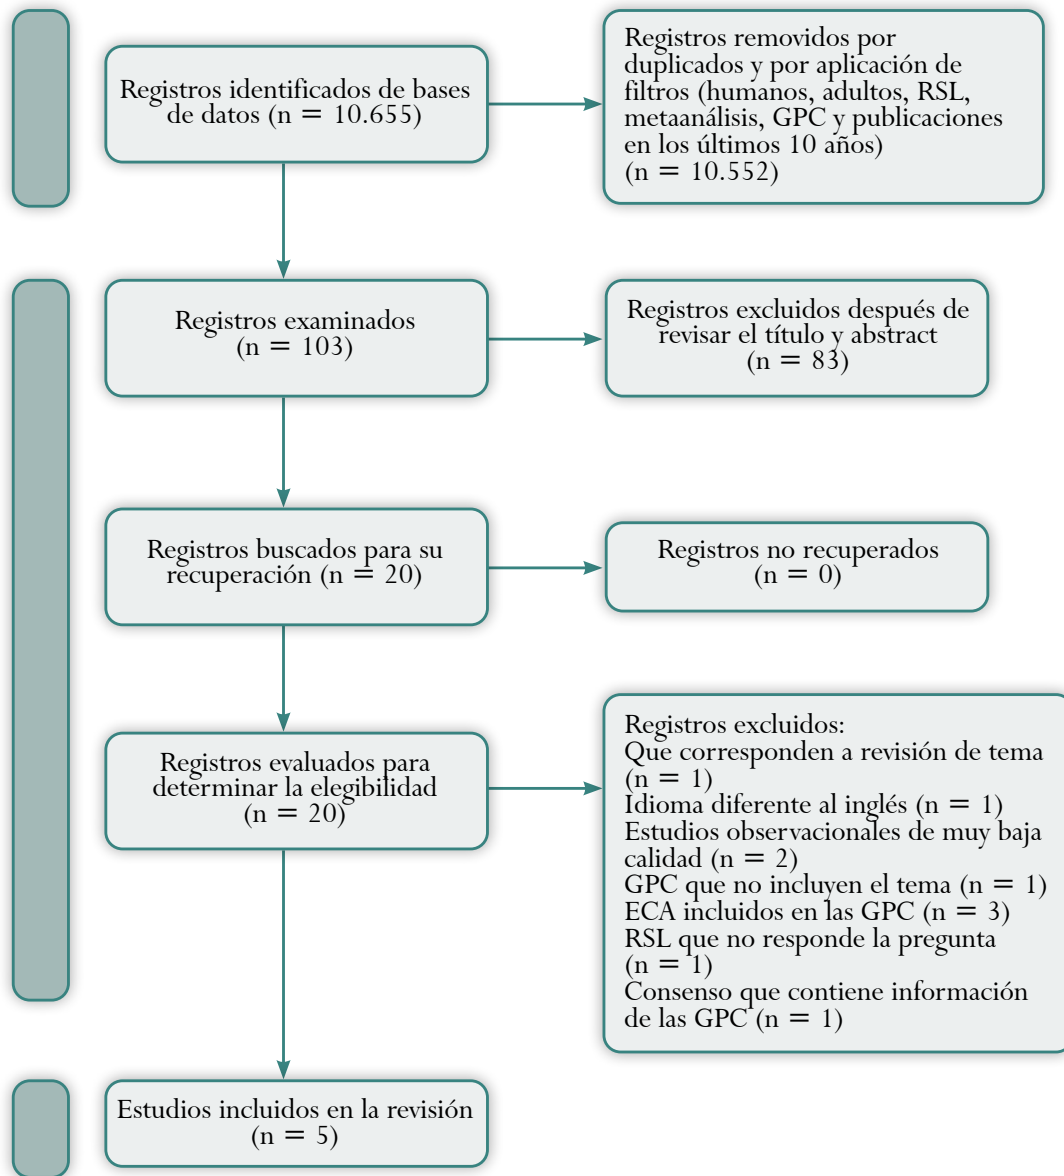 Registros identificados de bases
de datos (n = 10.655)
Registros removidos por
duplicados y por aplicación de
filtros (humanos, adultos, RSL,
metaanálisis, GPC y publicaciones
en los últimos 10 años)
(n = 10.552)
Registros examinados
(n = 103)
Registros excluidos después de
revisar el título y abstract
(n = 83)
Registros buscados para su
recuperación (n = 20)
Registros no recuperados
(n = 0)
Registros evaluados para
determinar la elegibilidad
(n = 20)
Registros excluidos:
Que corresponden a revisión de tema
(n = 1)
Idioma diferente al inglés (n = 1)
Estudios observacionales de muy baja
calidad (n = 2)
GPC que no incluyen el tema (n = 1)
ECA incluidos en las GPC (n = 3)
RSL que no responde la pregunta
(n = 1)
Consenso que contiene información
de las GPC (n = 1)
Estudios incluidos en la revisión
(n = 5)